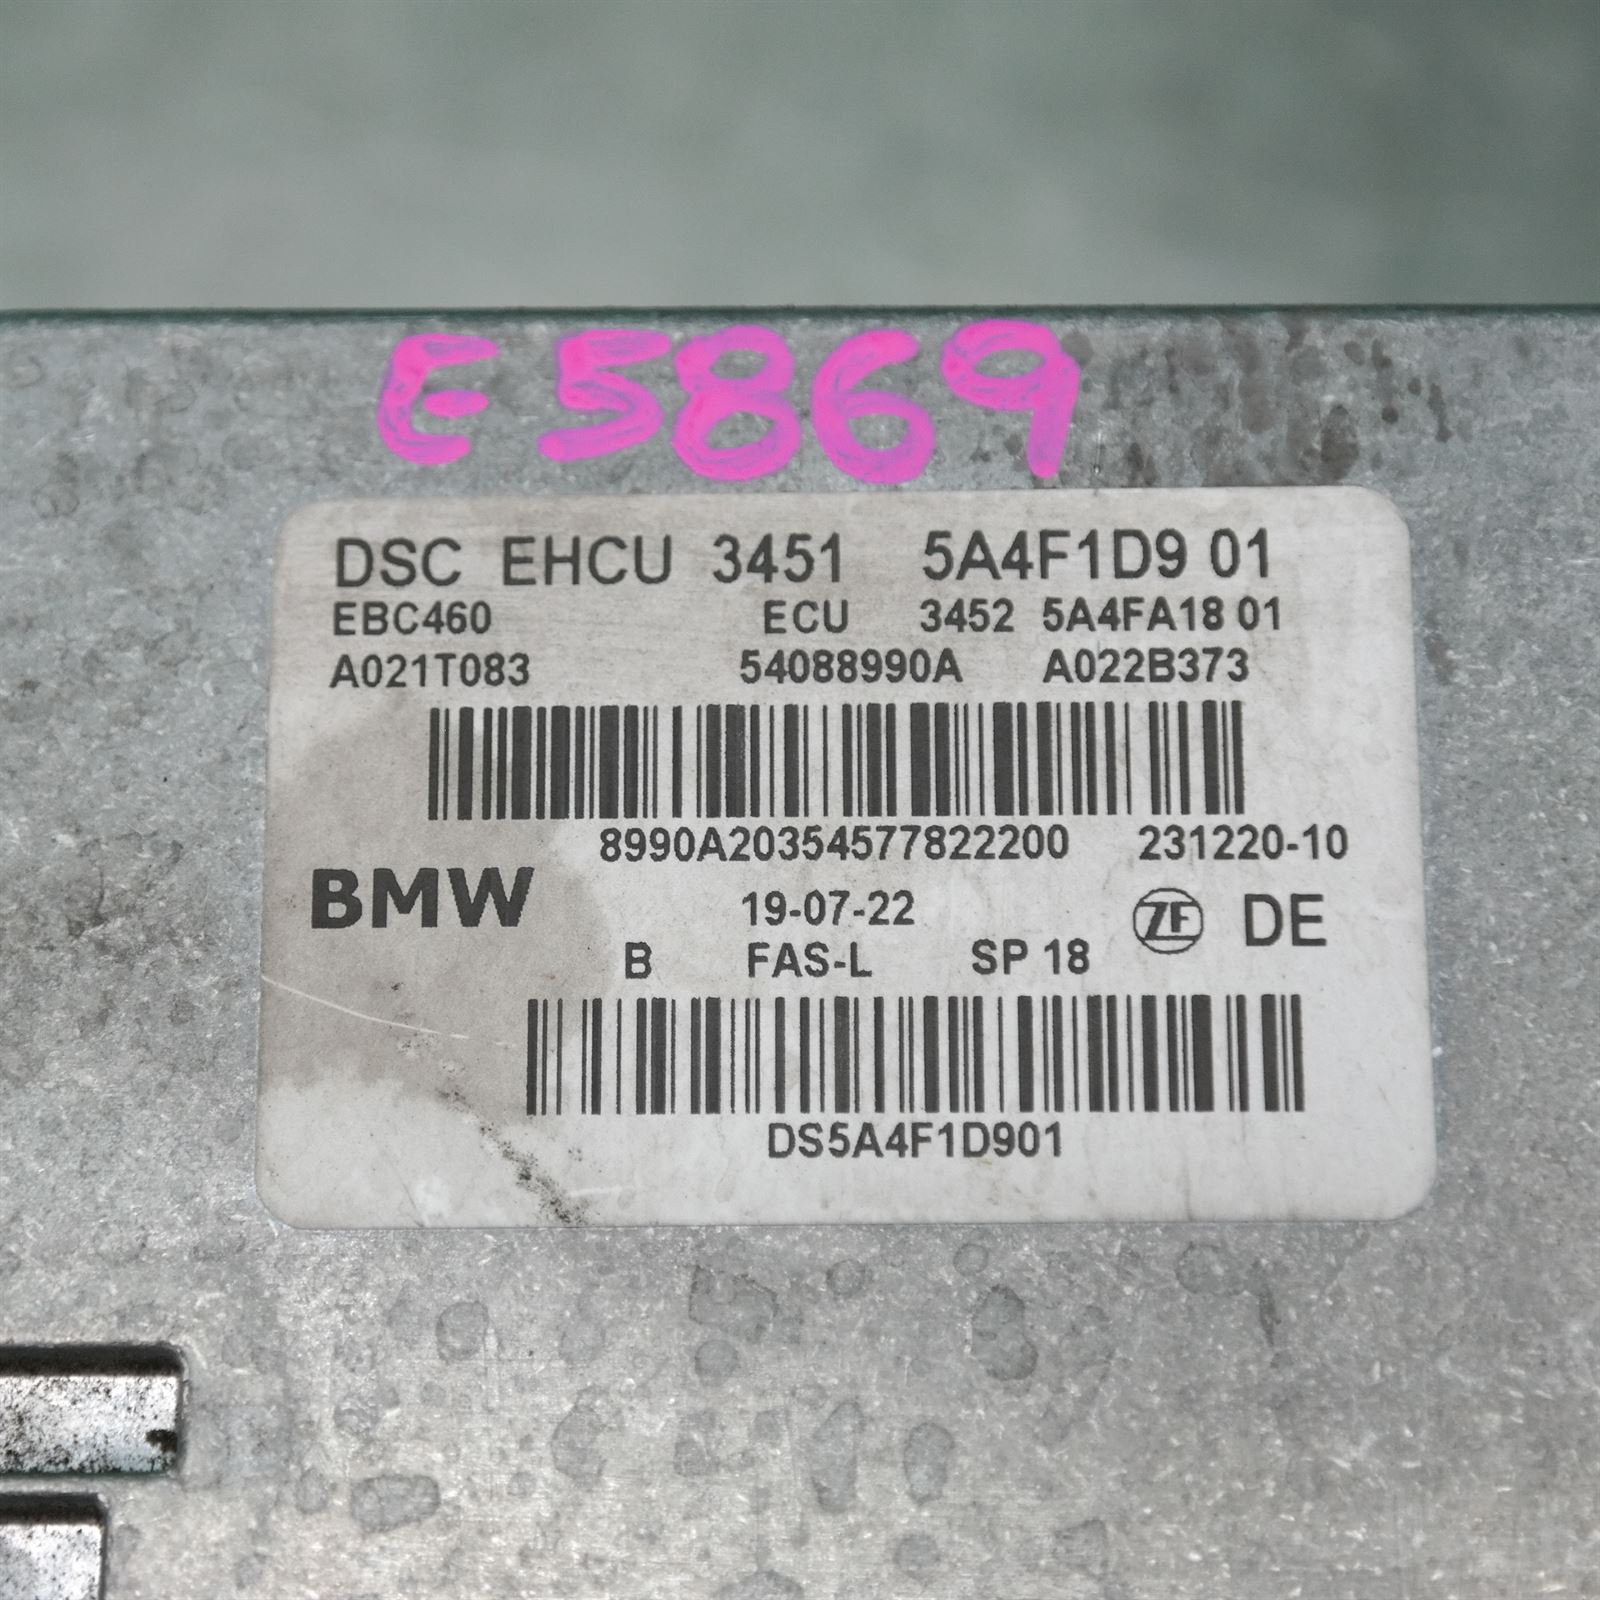 E5869
DSC EHCU 3451 5A4F1D9 01
EBC460 ECU 3452 5A4FA18 01
A021T083 54088990A A022B373
8990A20354577822200 231220-10
BMW 19-07-22 ZF DE
B FAS-L SP 18
DS5A4F1D901